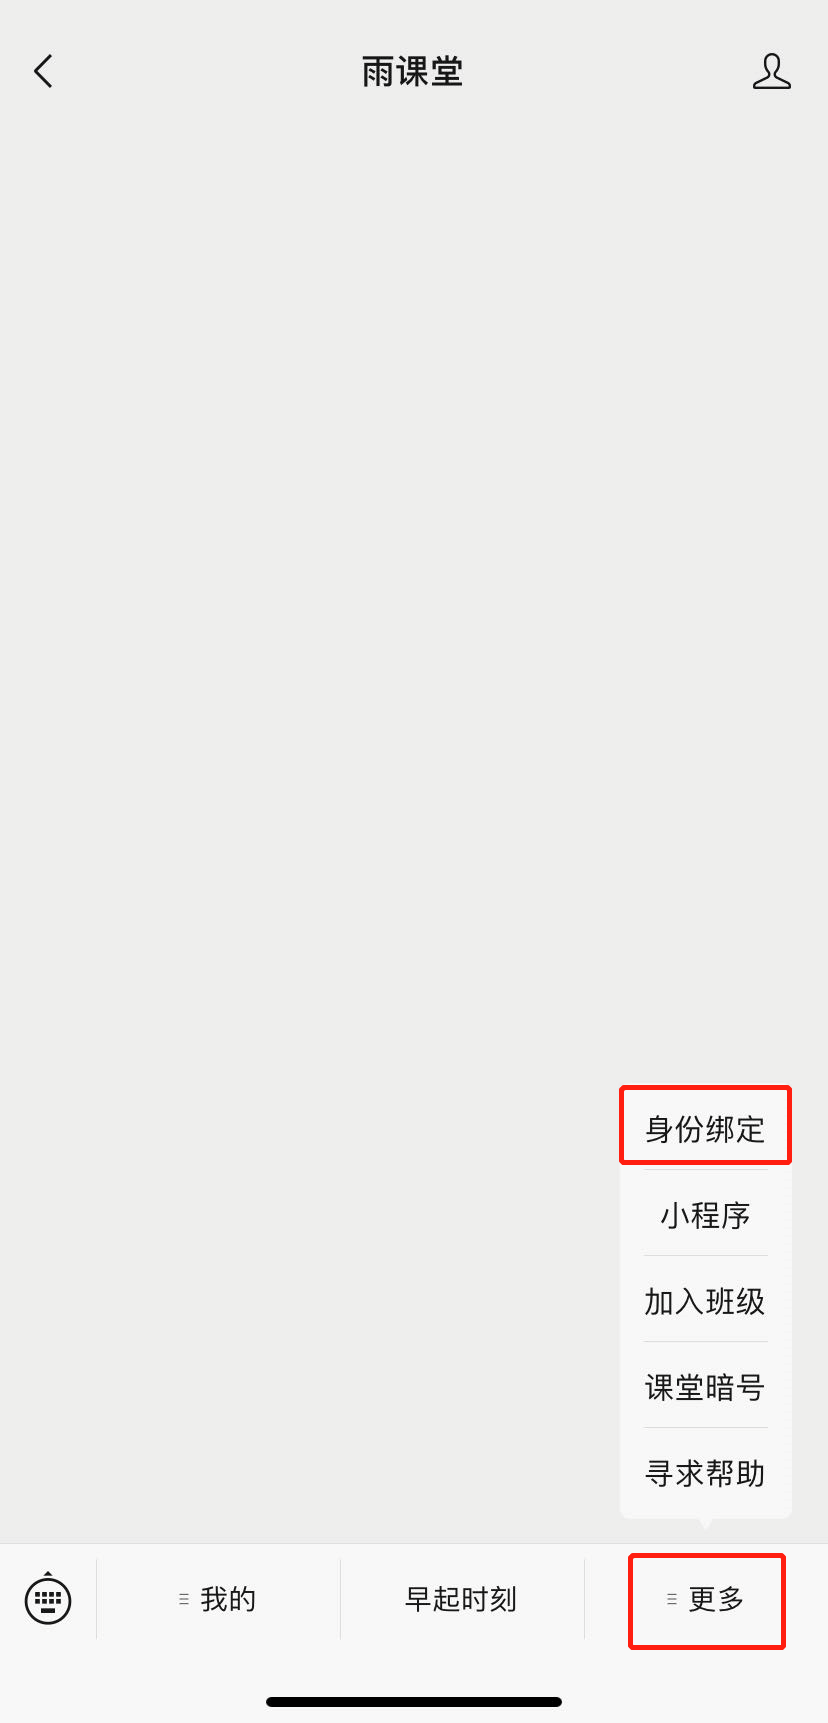 雨课堂
身份绑定
小程序
加入班级
课堂暗号
寻求帮助
我的
早起时刻
更多